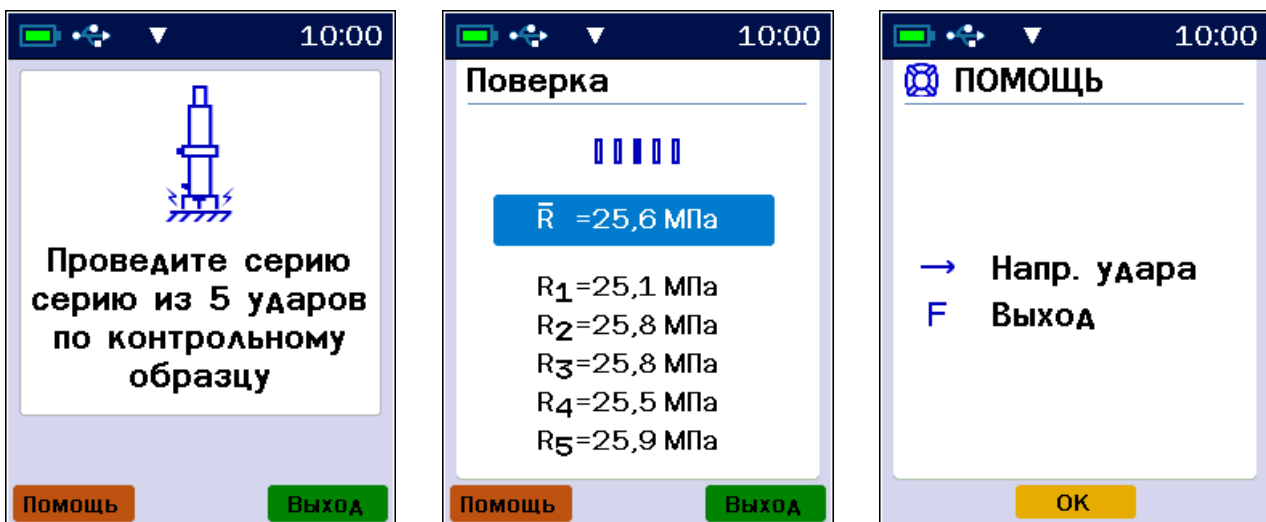 10:00
Проведите серию
серию из 5 ударов
по контрольному
образцу
Помощь
Выход
10:00
Поверка
R̅ =25,6 МПа
R1=25,1 МПа
R2=25,8 МПа
R3=25,8 МПа
R4=25,5 МПа
R5=25,9 МПа
Помощь
Выход
10:00
ПОМОЩЬ
→ Напр. удара
F Выход
OK